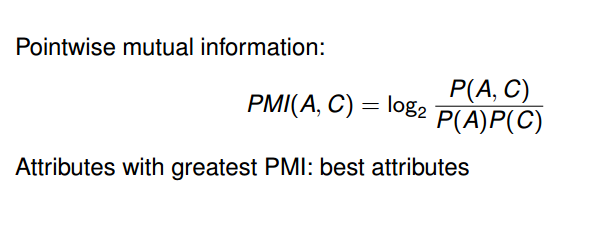 Pointwise mutual information:
PMI(A, C) = log₂ P(A, C) / P(A)P(C)
Attributes with greatest PMI: best attributes